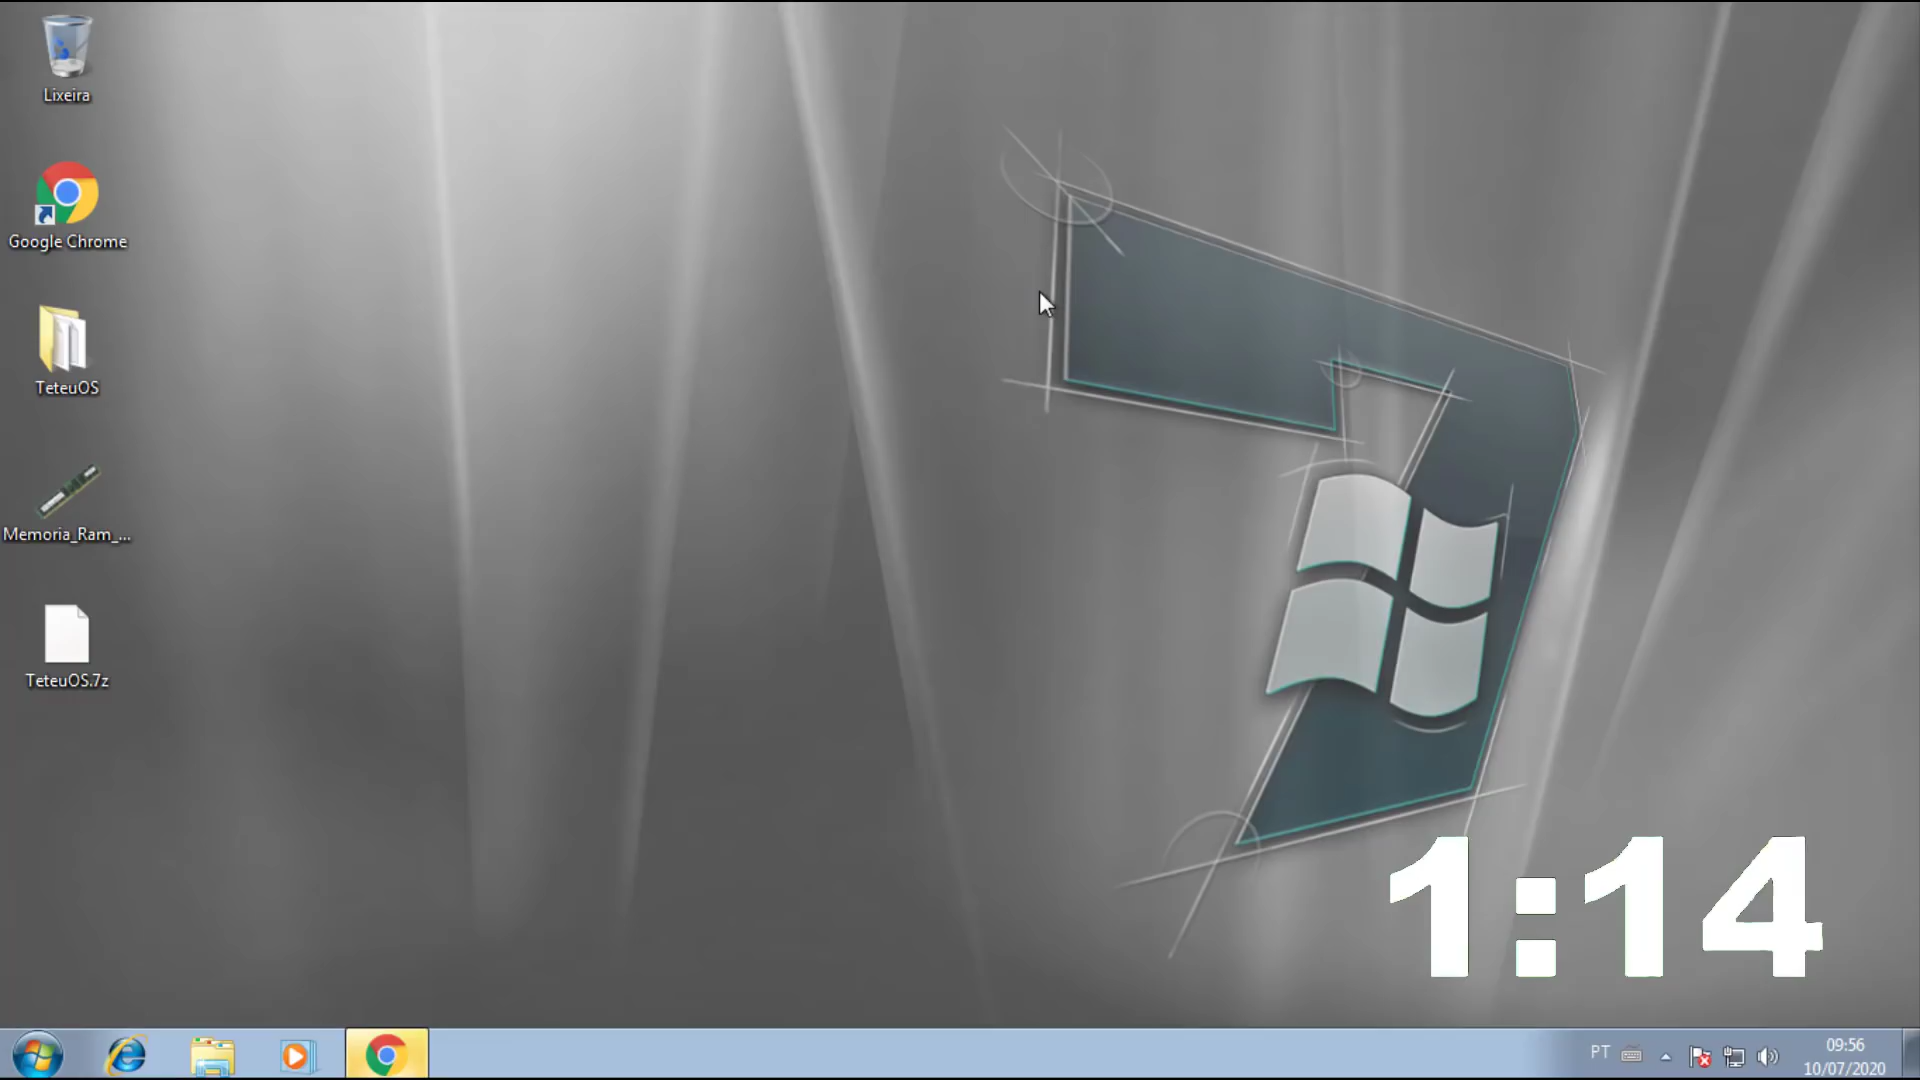 Lixeira
Google Chrome
TeteuOS
Memoria_Ram_...
TeteuOS.7z
1:14
PT
09:56
10/07/2020